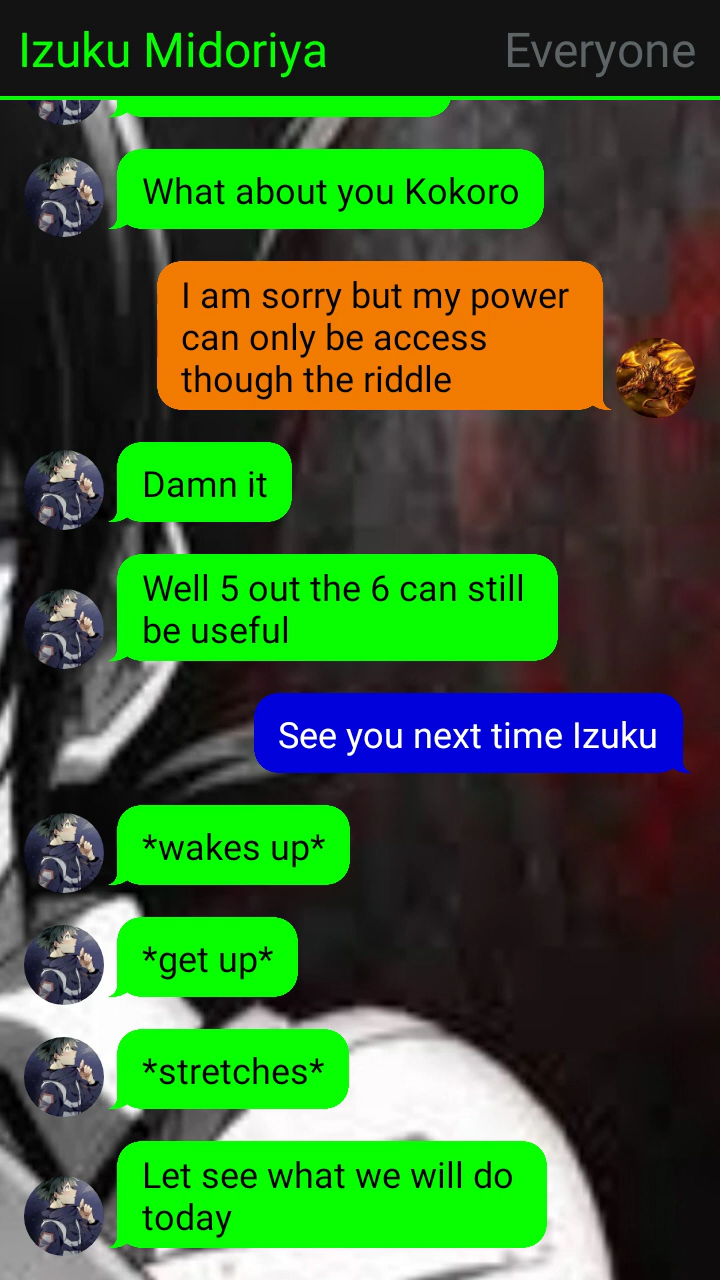 Izuku Midoriya
Everyone
What about you Kokoro
I am sorry but my power
can only be access
though the riddle
Damn it
Well 5 out the 6 can still
be useful
See you next time Izuku
*wakes up*
*get up*
*stretches*
Let see what we will do
today